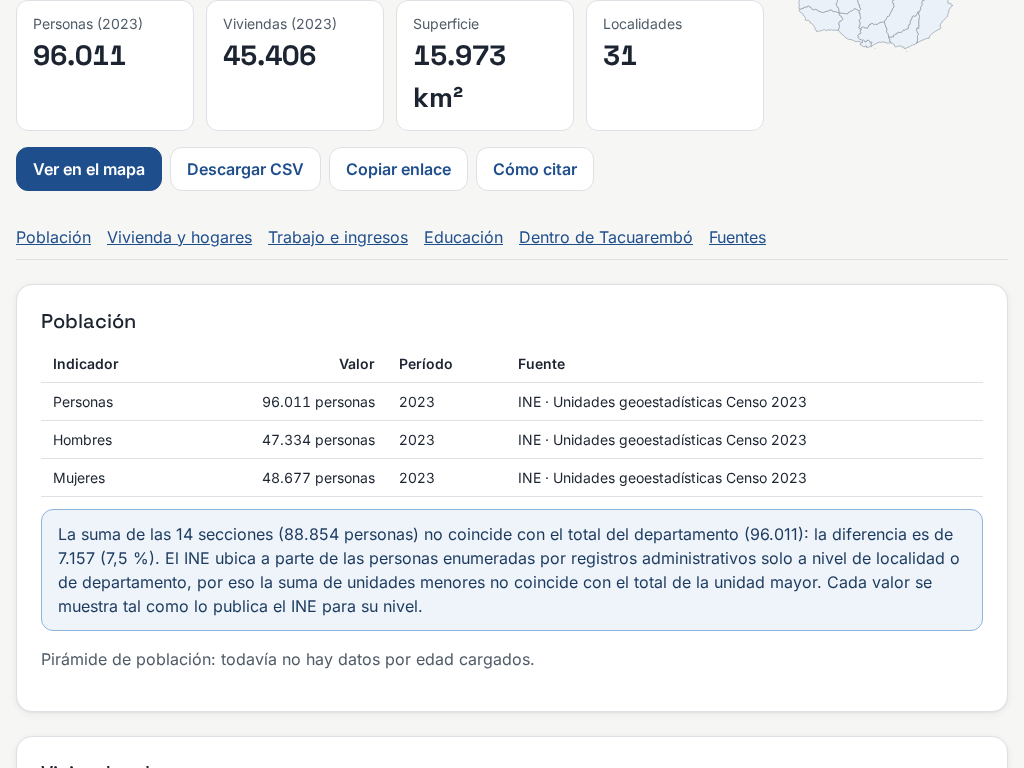 Personas (2023)
96.011
Viviendas (2023)
45.406
Superficie
15.973
km²
Localidades
31
Ver en el mapa
Descargar CSV
Copiar enlace
Cómo citar
Población Vivienda y hogares Trabajo e ingresos Educación Dentro de Tacuarembó Fuentes
Población
Indicador Valor Período Fuente
Personas 96.011 personas 2023 INE · Unidades geoestadísticas Censo 2023
Hombres 47.334 personas 2023 INE · Unidades geoestadísticas Censo 2023
Mujeres 48.677 personas 2023 INE · Unidades geoestadísticas Censo 2023
La suma de las 14 secciones (88.854 personas) no coincide con el total del departamento (96.011): la diferencia es de
7.157 (7,5 %). El INE ubica a parte de las personas enumeradas por registros administrativos solo a nivel de localidad o
de departamento, por eso la suma de unidades menores no coincide con el total de la unidad mayor. Cada valor se
muestra tal como lo publica el INE para su nivel.
Pirámide de población: todavía no hay datos por edad cargados.